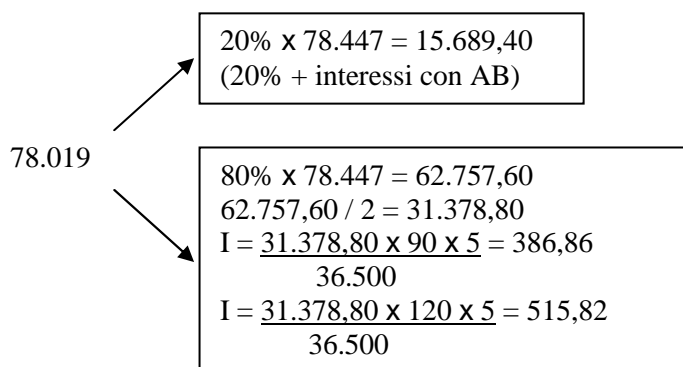 20% x 78.447 = 15.689,40
(20% + interessi con AB)
78.019
80% x 78.447 = 62.757,60
62.757,60 / 2 = 31.378,80
I = 31.378,80 x 90 x 5 = 386,86
36.500
I = 31.378,80 x 120 x 5 = 515,82
36.500